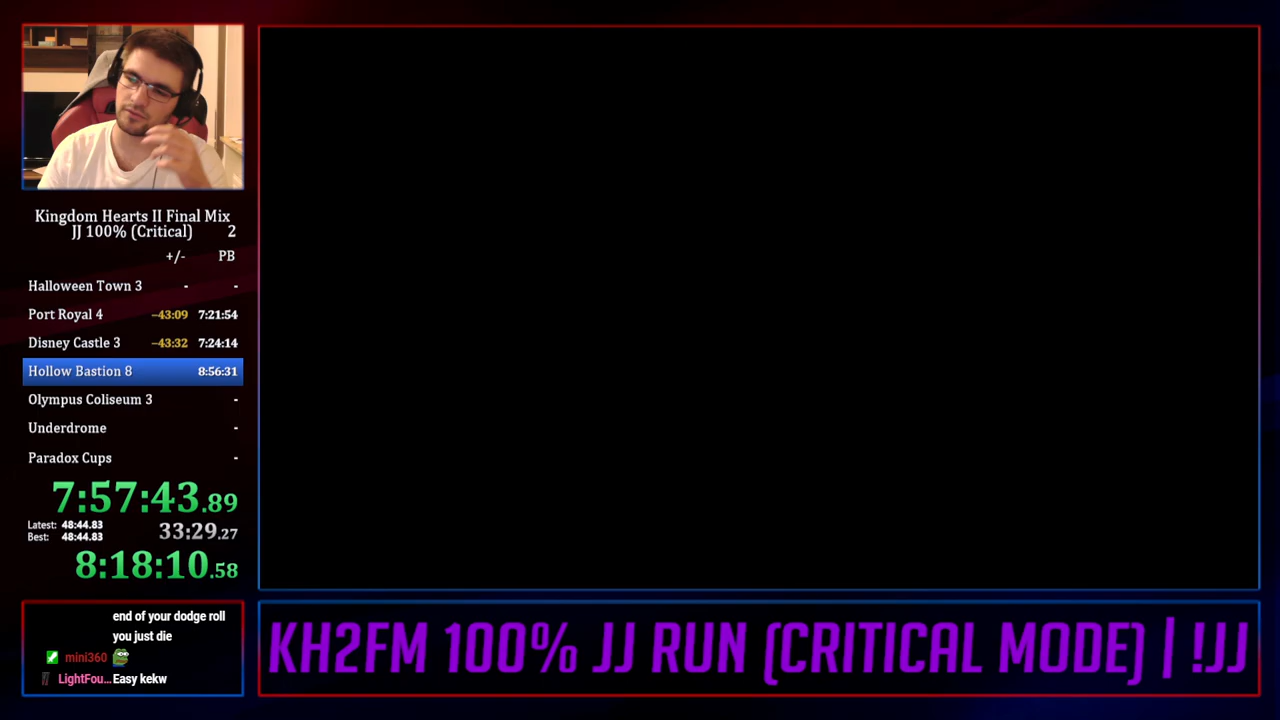 Kingdom Hearts II Final Mix
JJ 100% (Critical) 2
+/- PB
Halloween Town 3 - -
Port Royal 4 −43:09 7:21:54
Disney Castle 3 −43:32 7:24:14
Hollow Bastion 8 8:56:31
Olympus Coliseum 3 -
Underdrome -
Paradox Cups -
7:57:43.89
Latest: 48:44.83
Best: 48:44.83
33:29.27
8:18:10.58
end of your dodge roll
you just die
mini360
LightFou... Easy kekw
KH2FM 100% JJ RUN (CRITICAL MODE) | !JJ